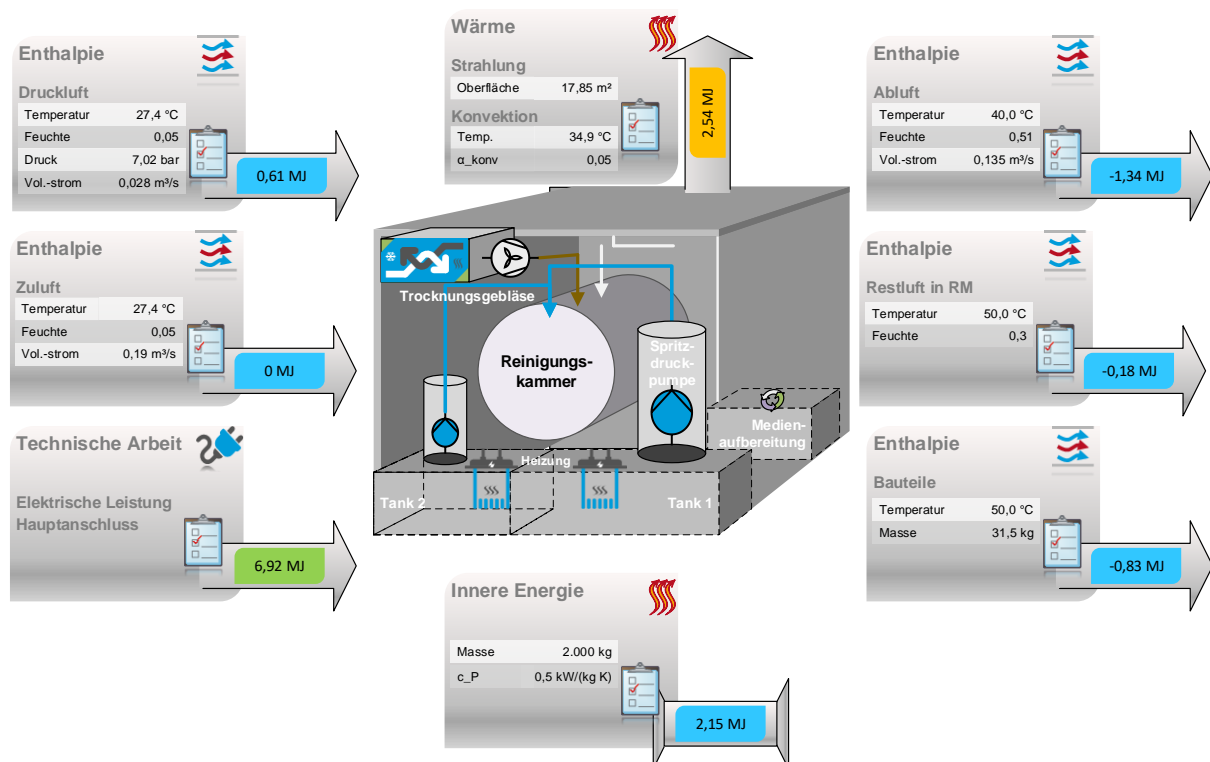 Enthalpie
Druckluft
Temperatur 27,4 °C
Feuchte 0,05
Druck 7,02 bar
Vol.-strom 0,028 m³/s
0,61 MJ
Enthalpie
Zuluft
Temperatur 27,4 °C
Feuchte 0,05
Vol.-strom 0,19 m³/s
0 MJ
Technische Arbeit
Elektrische Leistung
Hauptanschluss
6,92 MJ
Wärme
Strahlung
Oberfläche 17,85 m²
Konvektion
Temp. 34,9 °C
α_konv 0,05
2,54 MJ
Trocknungsgebläse
Reinigungs-
kammer
Spritz-
druck-
pumpe
Medien-
aufbereitung
Heizung
Tank 2
Tank 1
Innere Energie
Masse 2.000 kg
c_P 0,5 kW/(kg K)
2,15 MJ
Enthalpie
Abluft
Temperatur 40,0 °C
Feuchte 0,51
Vol.-strom 0,135 m³/s
-1,34 MJ
Enthalpie
Restluft in RM
Temperatur 50,0 °C
Feuchte 0,3
-0,18 MJ
Enthalpie
Bauteile
Temperatur 50,0 °C
Masse 31,5 kg
-0,83 MJ